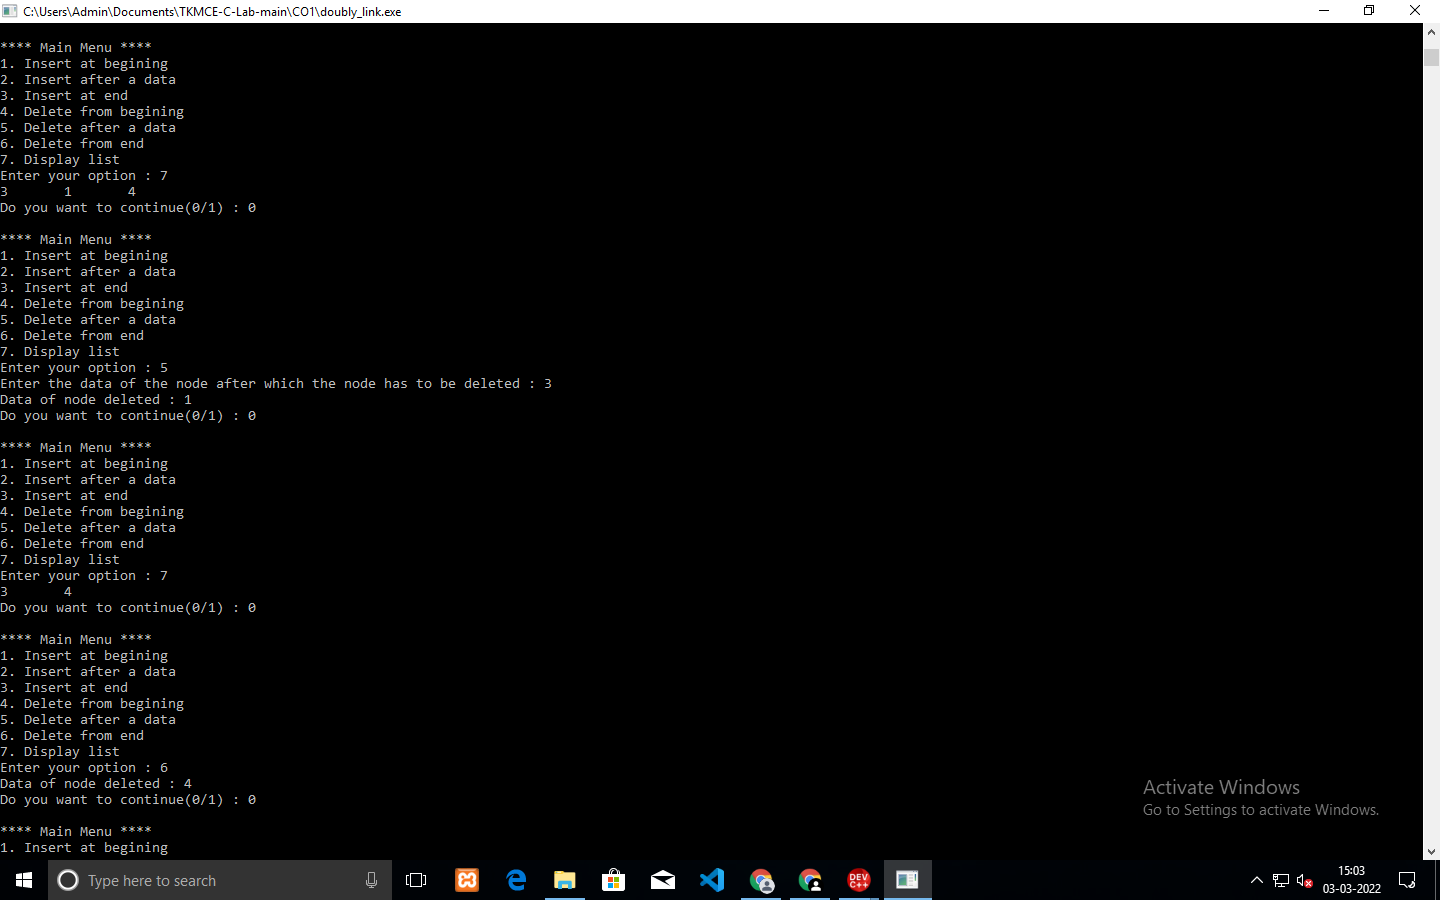 C:\Users\Admin\Documents\TKMCE-C-Lab-main\CO1\doubly_link.exe
**** Main Menu ****
1. Insert at begining
2. Insert after a data
3. Insert at end
4. Delete from begining
5. Delete after a data
6. Delete from end
7. Display list
Enter your option : 7
3 1 4
Do you want to continue(0/1) : 0
**** Main Menu ****
1. Insert at begining
2. Insert after a data
3. Insert at end
4. Delete from begining
5. Delete after a data
6. Delete from end
7. Display list
Enter your option : 5
Enter the data of the node after which the node has to be deleted : 3
Data of node deleted : 1
Do you want to continue(0/1) : 0
**** Main Menu ****
1. Insert at begining
2. Insert after a data
3. Insert at end
4. Delete from begining
5. Delete after a data
6. Delete from end
7. Display list
Enter your option : 7
3 4
Do you want to continue(0/1) : 0
**** Main Menu ****
1. Insert at begining
2. Insert after a data
3. Insert at end
4. Delete from begining
5. Delete after a data
6. Delete from end
7. Display list
Enter your option : 6
Data of node deleted : 4
Do you want to continue(0/1) : 0
**** Main Menu ****
1. Insert at begining
Activate Windows
Go to Settings to activate Windows.
Type here to search
DEV
C++
15:03
03-03-2022